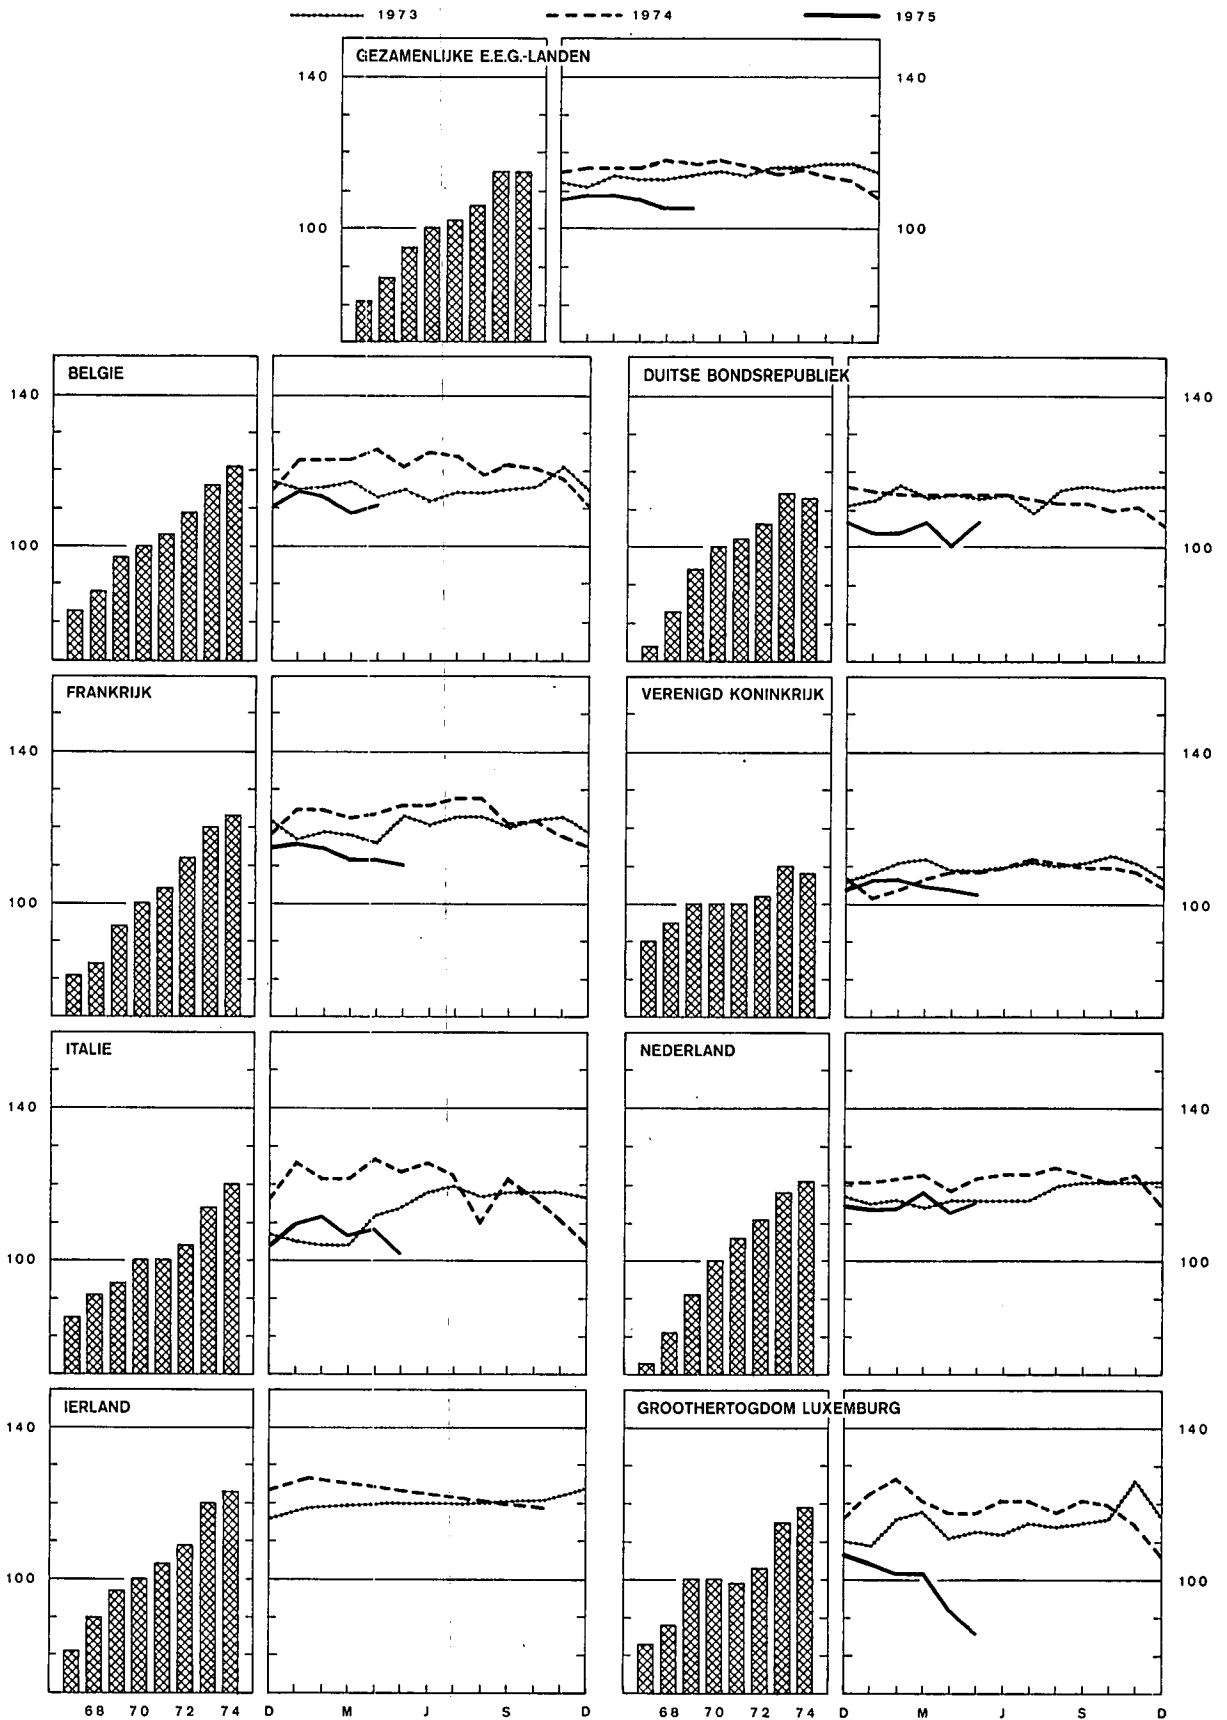 1973 1974 1975
GEZAMENLIJKE E.E.G.-LANDEN
140 140
100 100
BELGIE DUITSE BONDSREPUBLIEK
140 140
100 100
FRANKRIJK VERENIGD KONINKRIJK
140 140
100 100
ITALIE NEDERLAND
140 140
100 100
IERLAND GROOTHERTOGDOM LUXEMBURG
140 140
100 100
68 70 72 74 D M J S D 68 70 72 74 D M J S D